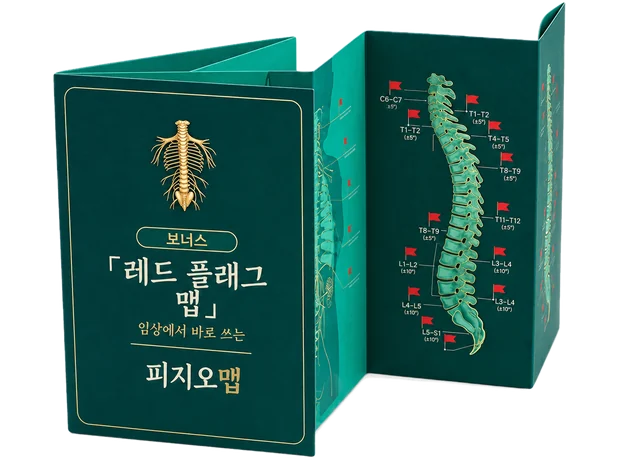 보너스
「레드 플래그
맵」
임상에서 바로 쓰는
피지오맵
C6–C7
(±5°)
T1–T2
(±5°)
T1–T2
(±5°)
T4–T5
(±5°)
T8–T9
(±5°)
T11–T12
(±5°)
T8–T9
(±5°)
L1–L2
(±10°)
L3–L4
(±10°)
L4–L5
(±10°)
L3–L4
(±10°)
L5–S1
(±10°)